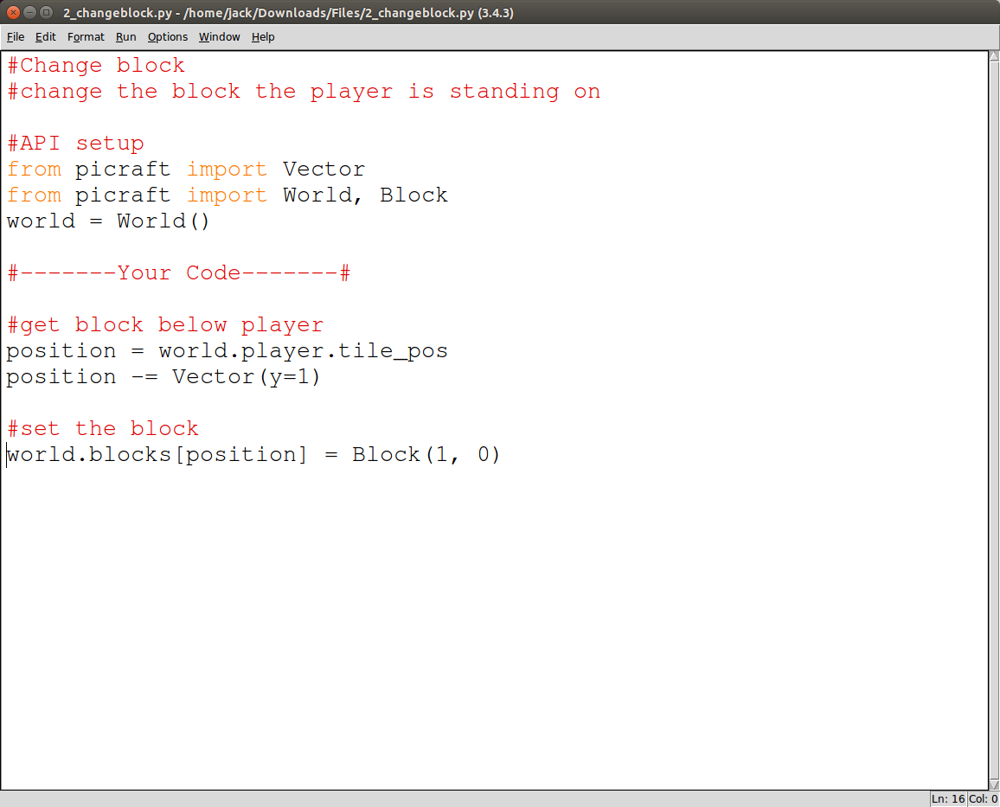 2_changeblock.py - /home/jack/Downloads/Files/2_changeblock.py (3.4.3)
File Edit Format Run Options Window Help
#Change block
#change the block the player is standing on
#API setup
from picraft import Vector
from picraft import World, Block
world = World()
#-------Your Code-------#
#get block below player
position = world.player.tile_pos
position -= Vector(y=1)
#set the block
world.blocks[position] = Block(1, 0)
Ln: 16 Col: 0